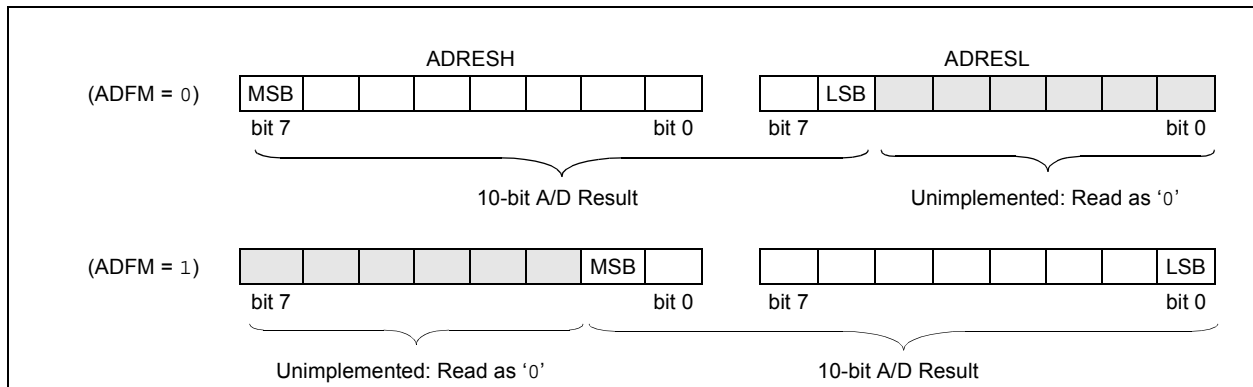 ADRESH ADRESL
(ADFM = 0) MSB LSB
bit 7 bit 0 bit 7 bit 0
10-bit A/D Result Unimplemented: Read as ‘0’
(ADFM = 1) MSB LSB
bit 7 bit 0 bit 7 bit 0
Unimplemented: Read as ‘0’ 10-bit A/D Result